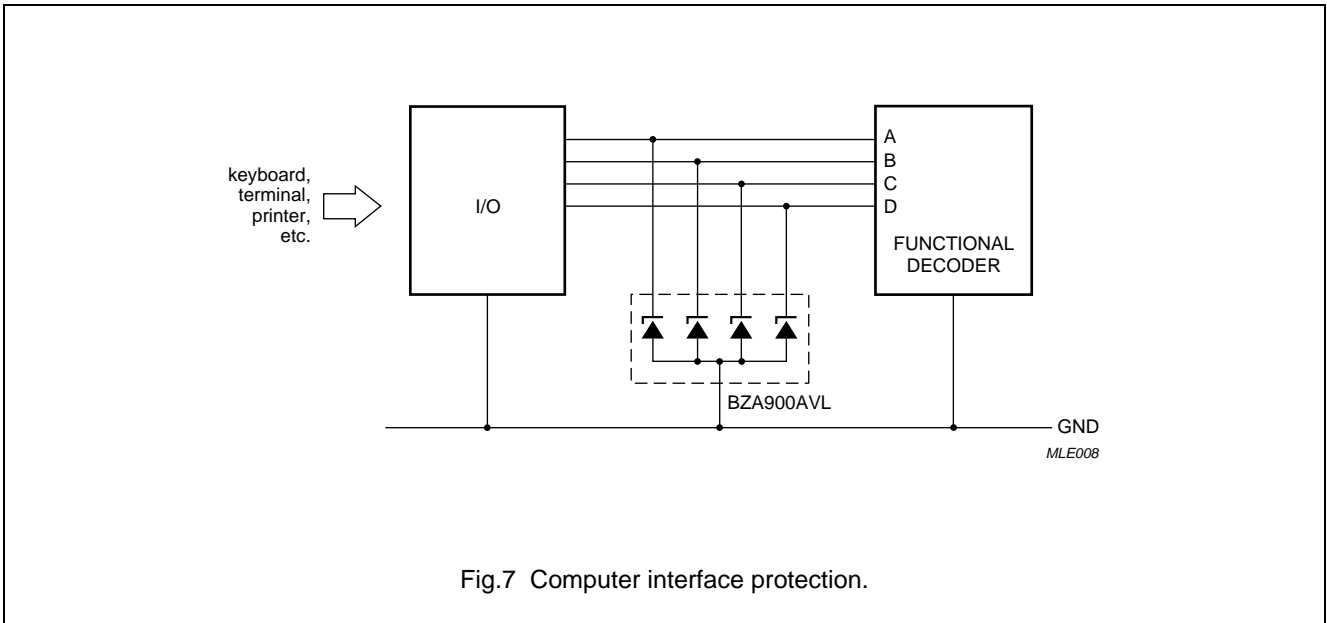 keyboard,
terminal,
printer,
etc.
I/O
A
B
C
D
FUNCTIONAL
DECODER
BZA900AVL
GND
MLE008
Fig.7 Computer interface protection.